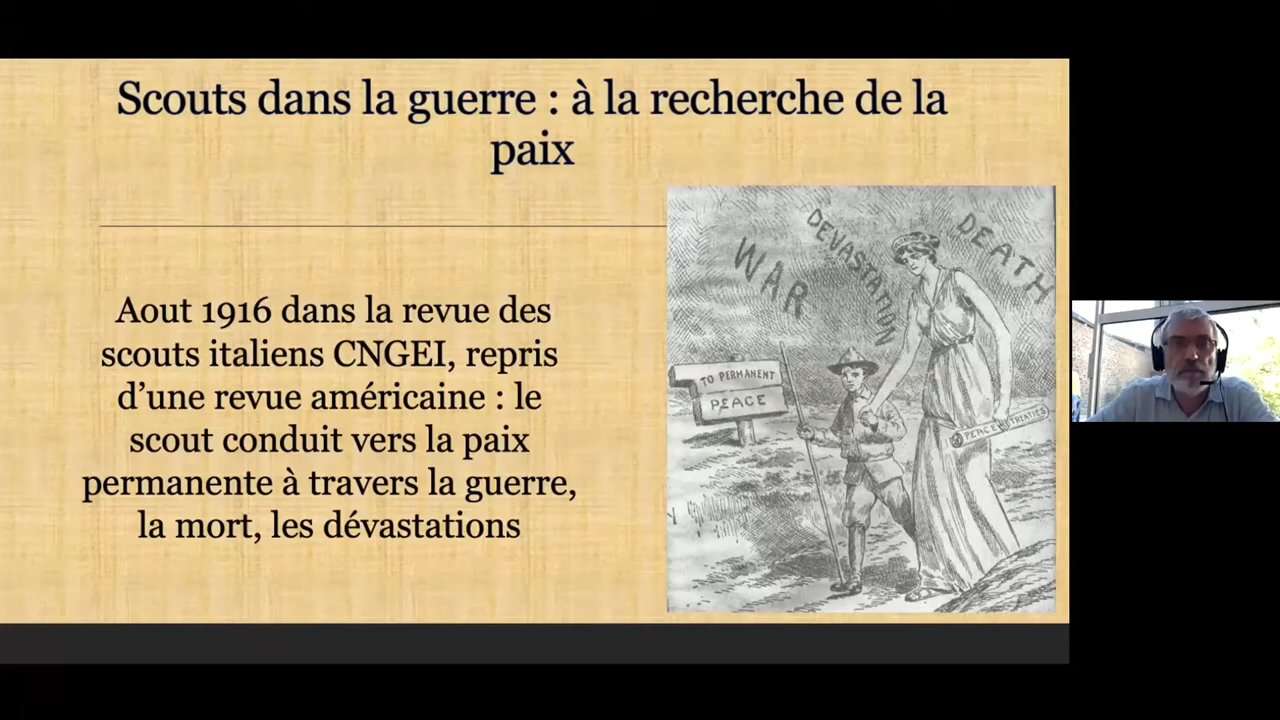 Scouts dans la guerre : à la recherche de la
paix
Aout 1916 dans la revue des
scouts italiens CNGEI, repris
d’une revue américaine : le
scout conduit vers la paix
permanente à travers la guerre,
la mort, les dévastations
WAR
DEVASTATION
DEATH
TO PERMANENT
PEACE
PEACE TREATIES